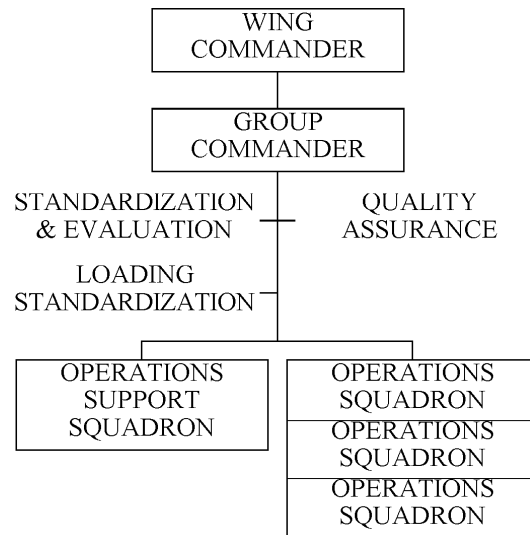 WING
COMMANDER
GROUP
COMMANDER
STANDARDIZATION
& EVALUATION
QUALITY
ASSURANCE
LOADING
STANDARDIZATION
OPERATIONS
SUPPORT
SQUADRON
OPERATIONS
SQUADRON
OPERATIONS
SQUADRON
OPERATIONS
SQUADRON